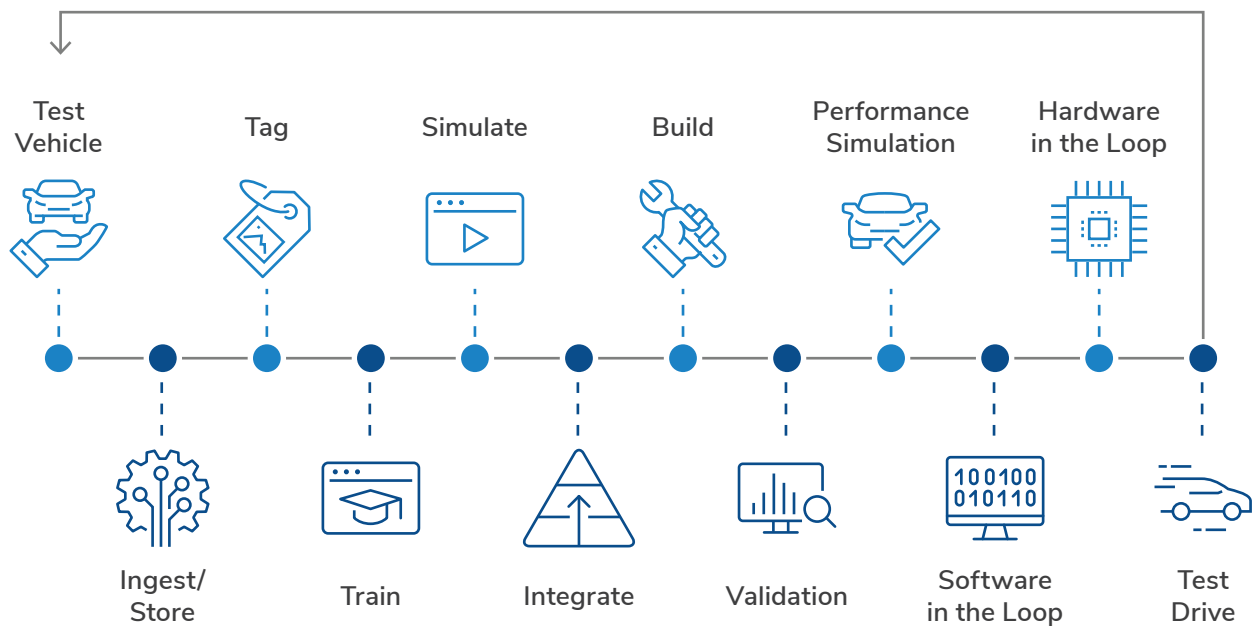 Test
Vehicle
Tag
Simulate
Build
Performance
Simulation
Hardware
in the Loop
100100
010110
Ingest/
Store
Train
Integrate
Validation
Software
in the Loop
Test
Drive